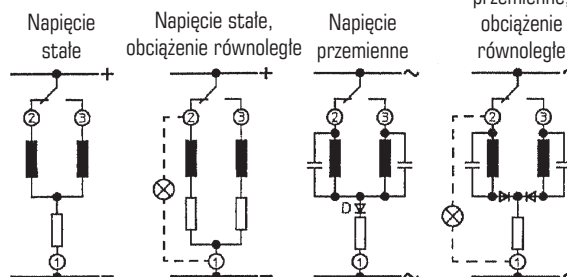 Napięcie
stałe
Napięcie stałe,
obciążenie równoległe
Napięcie
przemienne
przemienne,
obciążenie
równoległe
+
+
~
~
2
3
2
3
2
3
2
3
D
1
1
1
1
−
−
~
~